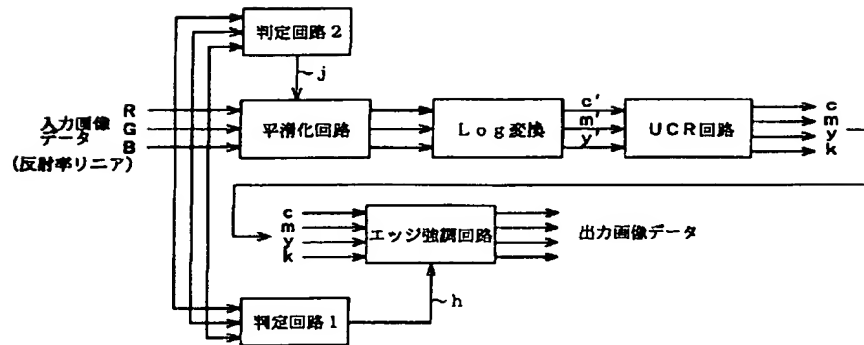 判定回路2
j
R
G
B
入力画像
データ
(反射率リニア)
平滑化回路
Log変換
c'
m'
y'
UCR回路
c
m
y
k
c
m
y
k
エッジ強調回路
出力画像データ
h
判定回路1